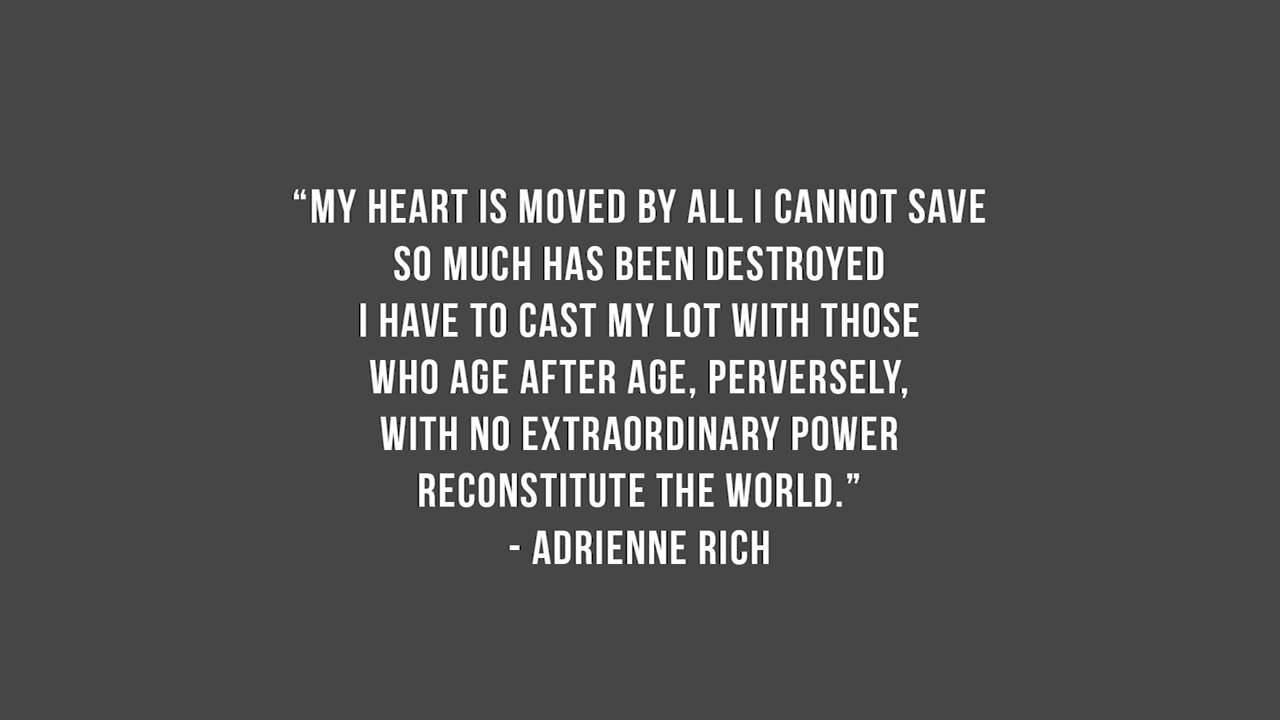 “MY HEART IS MOVED BY ALL I CANNOT SAVE
SO MUCH HAS BEEN DESTROYED
I HAVE TO CAST MY LOT WITH THOSE
WHO AGE AFTER AGE, PERVERSELY,
WITH NO EXTRAORDINARY POWER
RECONSTITUTE THE WORLD.”
- ADRIENNE RICH